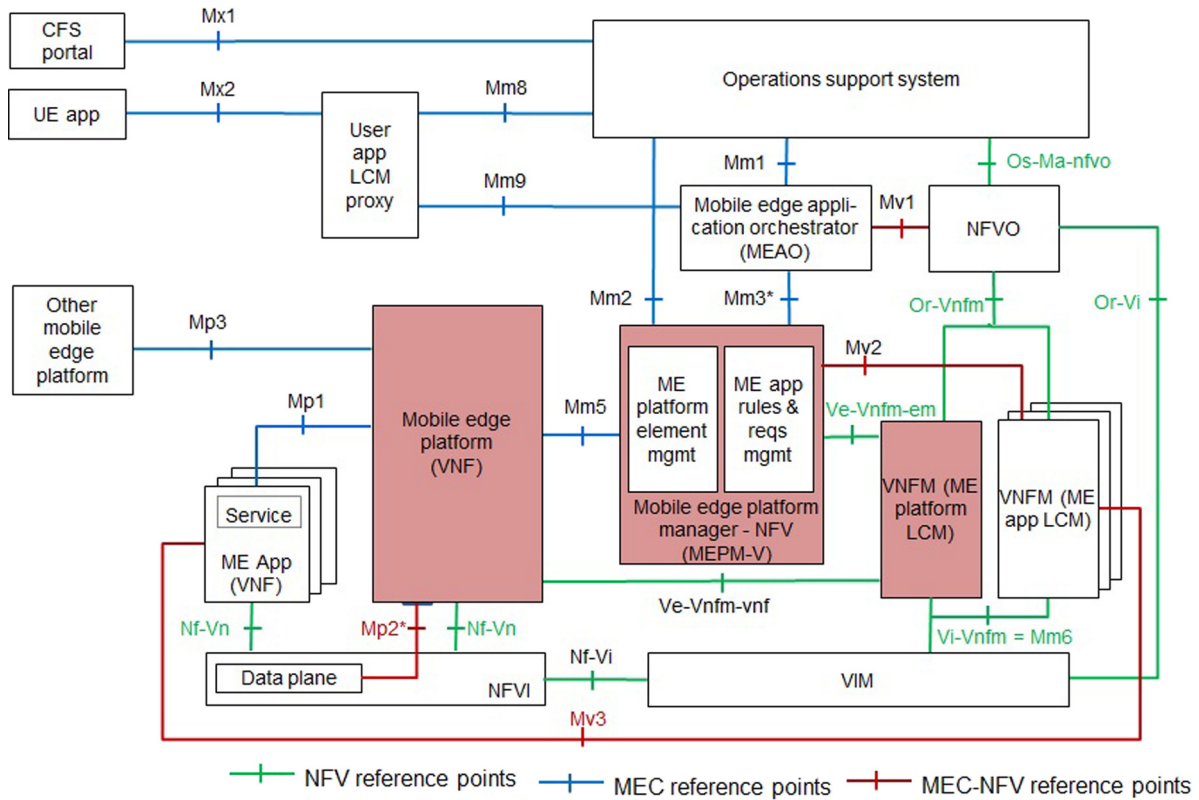 CFS
portal
Mx1
Operations support system
UE app
Mx2
User
app
LCM
proxy
Mm8
Mm9
Mm1
Os-Ma-nfvo
Mobile edge appli-
cation orchestrator
(MEAO)
Mv1
NFVO
Other
mobile
edge
platform
Mp3
Mm2
Mm3*
Or-Vnfm
Or-Vi
Mobile edge
platform
(VNF)
Mp1
Mm5
ME
platform
element
mgmt
ME app
rules &
reqs
mgmt
Mobile edge platform
manager - NFV
(MEPM-V)
Mv2
Ve-Vnfm-em
VNFM (ME
platform
LCM)
VNFM (ME
app LCM)
Service
ME App
(VNF)
Ve-Vnfm-vnf
Nf-Vn
Mp2*
Nf-Vn
Vi-Vnfm = Mm6
Data plane
NFVI
Nf-Vi
VIM
Mv3
NFV reference points
MEC reference points
MEC-NFV reference points